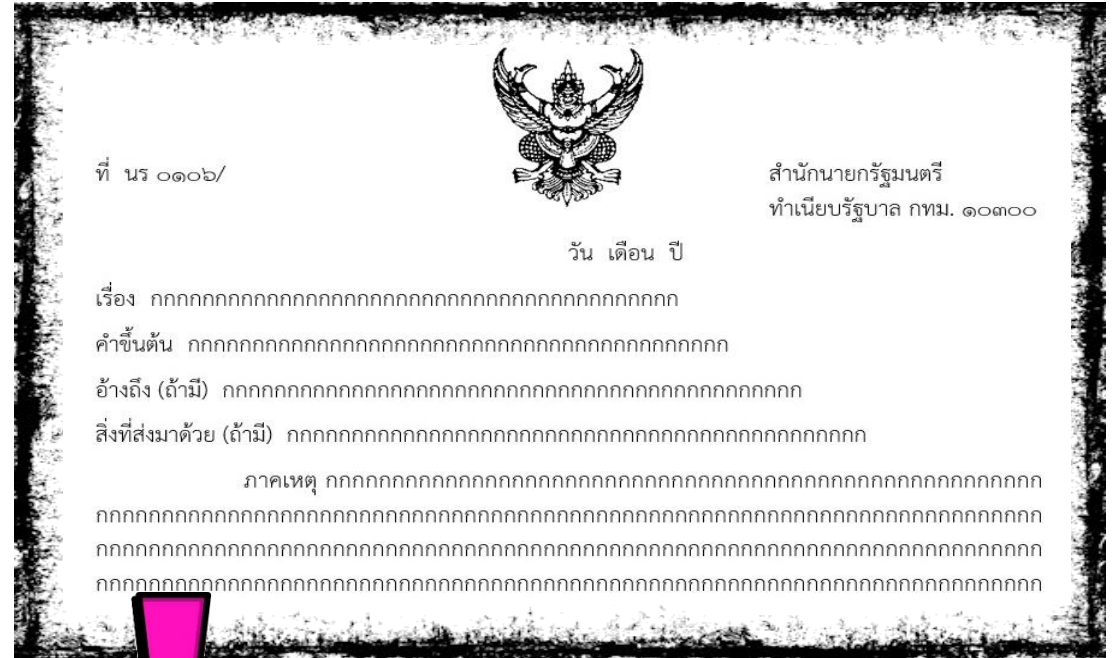 ที่ นร ๐๑๐๖/
สำนักนายกรัฐมนตรี
ทำเนียบรัฐบาล กทม. ๑๐๓๐๐
วัน เดือน ปี
เรื่อง กกกกกกกกกกกกกกกกกกกกกกกกกกกกกกกกกกกกกกกกก
คำขึ้นต้น กกกกกกกกกกกกกกกกกกกกกกกกกกกกกกกกกกกกกกกกกก
อ้างถึง (ถ้ามี) กกกกกกกกกกกกกกกกกกกกกกกกกกกกกกกกกกกกกกกกกกกกก
สิ่งที่ส่งมาด้วย (ถ้ามี) กกกกกกกกกกกกกกกกกกกกกกกกกกกกกกกกกกกกกกกกกกกกก
ภาคเหตุ กกกกกกกกกกกกกกกกกกกกกกกกกกกกกกกกกกกกกกกกกกกกกกกกกกกกกกก
กกกกกกกกกกกกกกกกกกกกกกกกกกกกกกกกกกกกกกกกกกกกกกกกกกกกกกกกกกกกกกกกกกกกกกกก
กกกกกกกกกกกกกกกกกกกกกกกกกกกกกกกกกกกกกกกกกกกกกกกกกกกกกกกกกกกกกกกกกกกกกกกก
กกกกกกกกกกกกกกกกกกกกกกกกกกกกกกกกกกกกกกกกกกกกกกกกกกกกกกกกกกกกกกกกกกกกกกกก